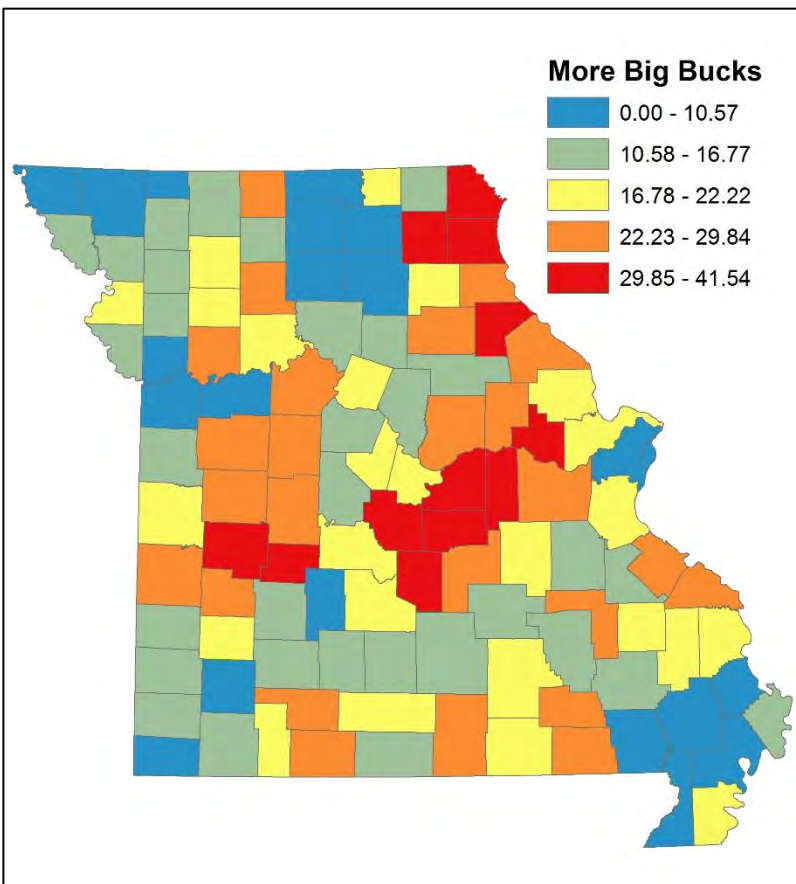 More Big Bucks
0.00 - 10.57
10.58 - 16.77
16.78 - 22.22
22.23 - 29.84
29.85 - 41.54